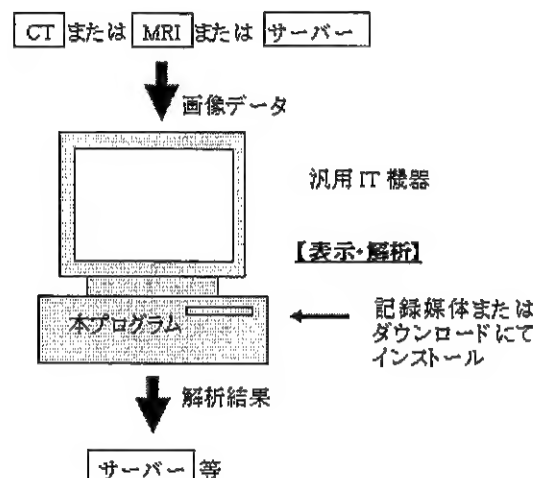 CT または MRI または サーバー
画像データ
汎用 IT 機器
【表示・解析】
本プログラム
記録媒体または
ダウンロードにて
インストール
解析結果
サーバー 等